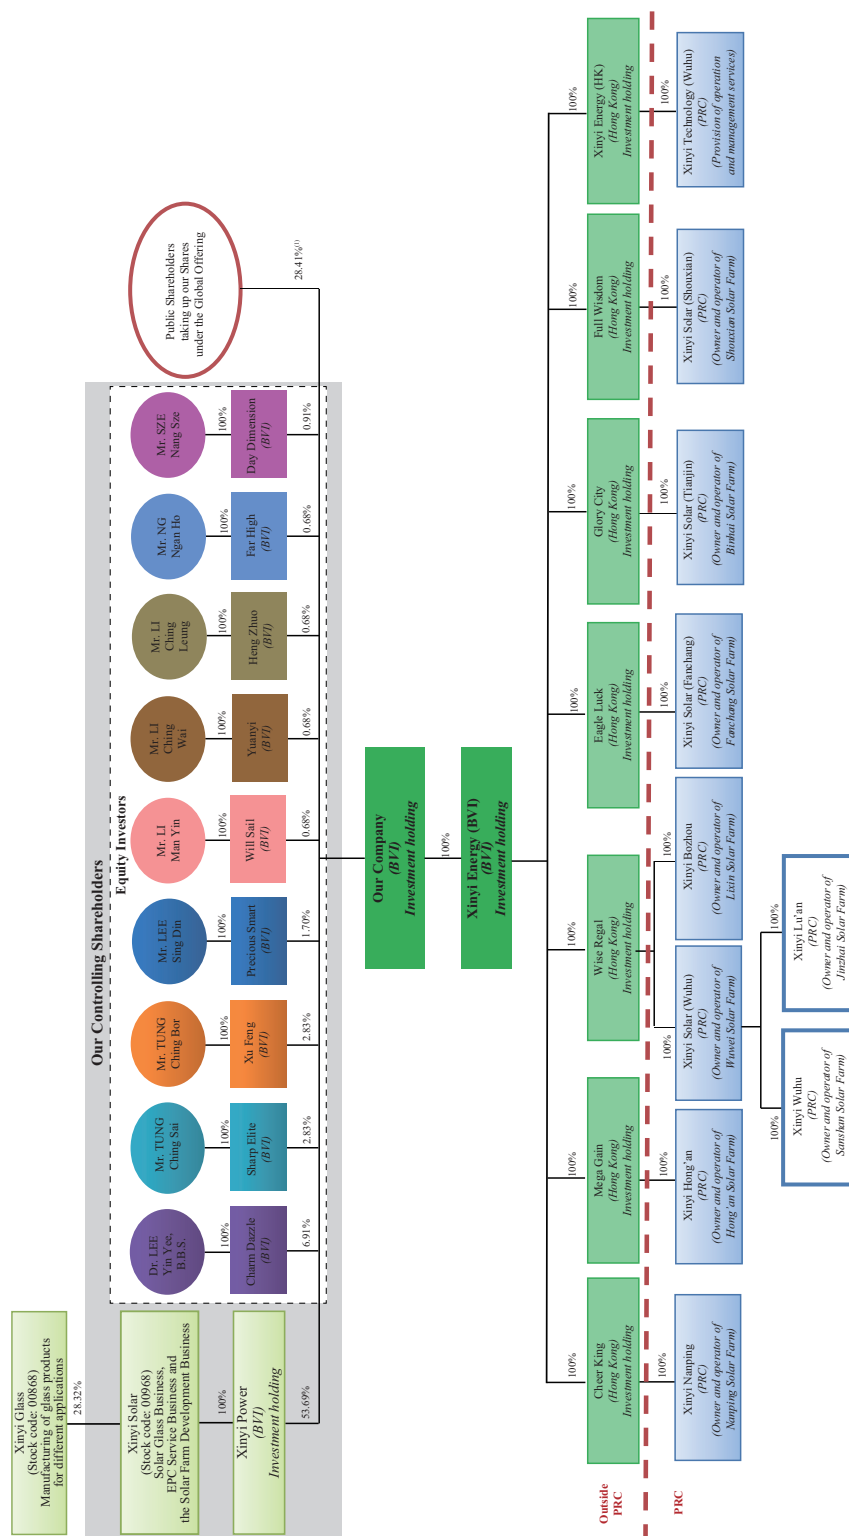 Xinyi Glass
(Stock code: 00868)
Manufacturing of glass products
for different applications
28.32%
Our Controlling Shareholders
Xinyi Solar
(Stock code: 00968)
Solar Glass Business,
EPC Service Business and
the Solar Farm Development Business
100%
Xinyi Power
(BVI)
Investment holding
53.69%
Equity Investors
Dr. LEE
Yin Yee,
B.B.S.
100%
Charm Dazzle
(BVI)
6.91%
Mr. TUNG
Ching Sai
100%
Sharp Elite
(BVI)
2.83%
Mr. TUNG
Ching Bor
100%
Xu Feng
(BVI)
2.83%
Mr. LEE
Sing Din
100%
Precious Smart
(BVI)
1.70%
Mr. LI
Man Yin
100%
Will Sail
(BVI)
0.68%
Mr. LI
Ching
Wai
100%
Yuanyi
(BVI)
0.68%
Mr. LI
Ching
Leung
100%
Heng Zhuo
(BVI)
0.68%
Mr. NG
Ngan Ho
100%
Far High
(BVI)
0.68%
Mr. SZE
Nang Sze
100%
Day Dimension
(BVI)
0.91%
Public Shareholders
taking up our Shares
under the Global Offering
28.41%(1)
Our Company
(BVI)
Investment holding
100%
Xinyi Energy (BVI)
(BVI)
Investment holding
100%
Cheer King
(Hong Kong)
Investment holding
100%
Mega Gain
(Hong Kong)
Investment holding
100%
Wise Regal
(Hong Kong)
Investment holding
100%
Eagle Luck
(Hong Kong)
Investment holding
100%
Glory City
(Hong Kong)
Investment holding
100%
Full Wisdom
(Hong Kong)
Investment holding
100%
Xinyi Energy (HK)
(Hong Kong)
Investment holding
Outside
PRC
PRC
100%
Xinyi Nanping
(PRC)
(Owner and operator of
Nanping Solar Farm)
100%
Xinyi Hong'an
(PRC)
(Owner and operator of
Hong'an Solar Farm)
100%
Xinyi Solar (Wuhu)
(PRC)
(Owner and operator of
Wuwei Solar Farm)
100%
Xinyi Bozhou
(PRC)
(Owner and operator of
Lixin Solar Farm)
100%
Xinyi Solar (Fanchang)
(PRC)
(Owner and operator of
Fanchang Solar Farm)
100%
Xinyi Solar (Tianjin)
(PRC)
(Owner and operator of
Binhai Solar Farm)
100%
Xinyi Solar (Shouxian)
(PRC)
(Owner and operator of
Shouxian Solar Farm)
100%
Xinyi Technology (Wuhu)
(PRC)
(Provision of operation
and management services)
100%
Xinyi Wuhu
(PRC)
(Owner and operator of
Sanshan Solar Farm)
100%
Xinyi Lu'an
(PRC)
(Owner and operator of
Jinzhai Solar Farm)